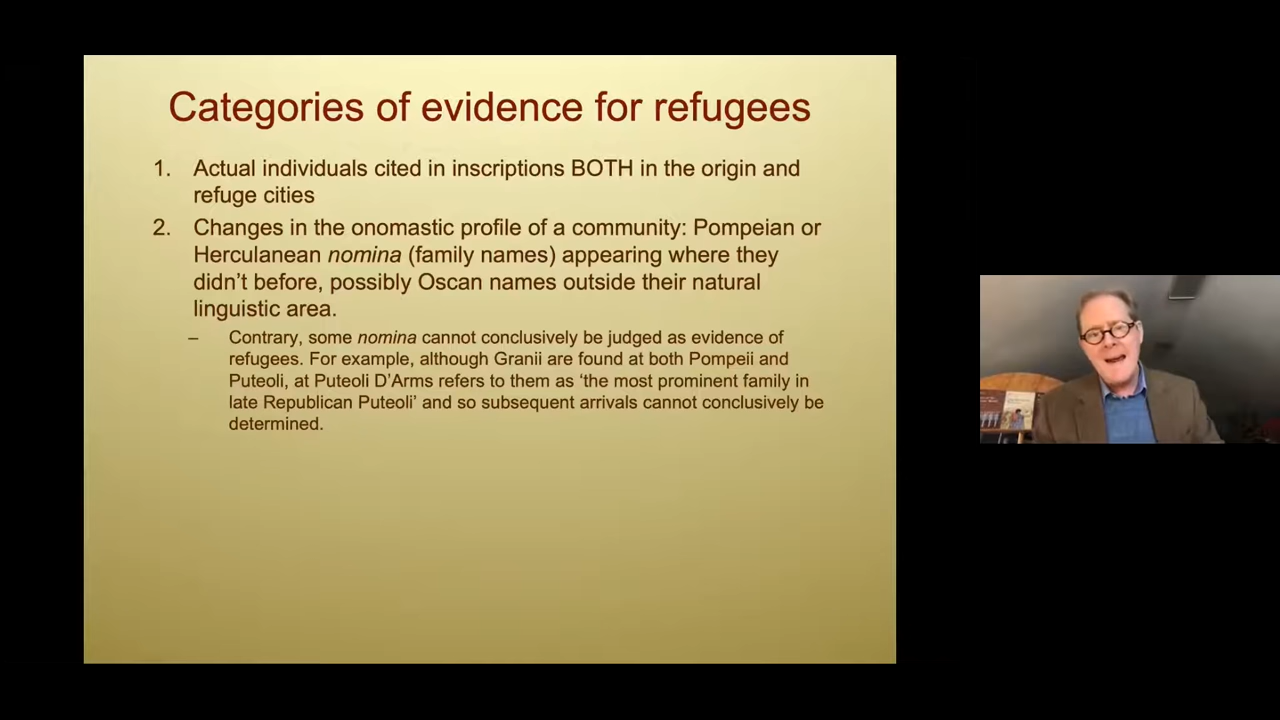 Categories of evidence for refugees
1. Actual individuals cited in inscriptions BOTH in the origin and
refuge cities
2. Changes in the onomastic profile of a community: Pompeian or
Herculanean nomina (family names) appearing where they
didn’t before, possibly Oscan names outside their natural
linguistic area.
– Contrary, some nomina cannot conclusively be judged as evidence of
refugees. For example, although Granii are found at both Pompeii and
Puteoli, at Puteoli D’Arms refers to them as ‘the most prominent family in
late Republican Puteoli’ and so subsequent arrivals cannot conclusively be
determined.